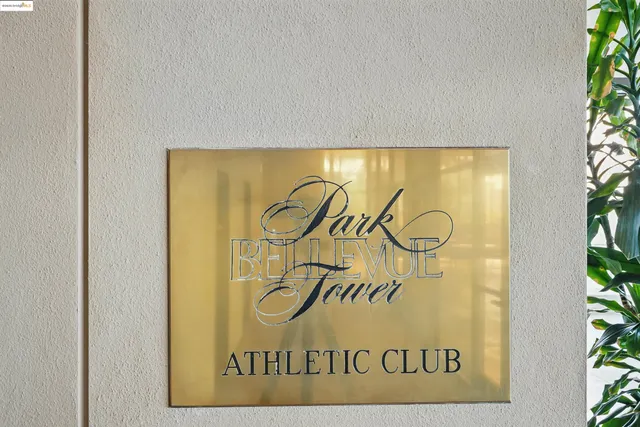 Park
BELLEVUE
Tower
ATHLETIC CLUB